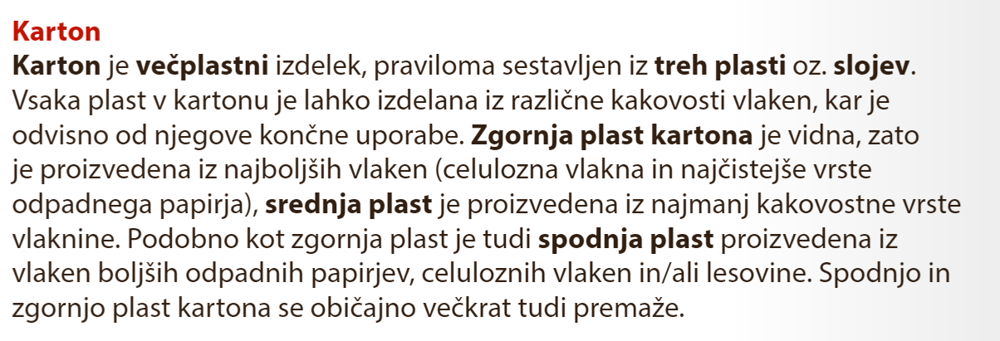 Karton
Karton je večplastni izdelek, praviloma sestavljen iz treh plasti oz. slojev.
Vsaka plast v kartonu je lahko izdelana iz različne kakovosti vlaken, kar je
odvisno od njegove končne uporabe. Zgornja plast kartona je vidna, zato
je proizvedena iz najboljših vlaken (celulozna vlakna in najčistejše vrste
odpadnega papirja), srednja plast je proizvedena iz najmanj kakovostne vrste
vlaknine. Podobno kot zgornja plast je tudi spodnja plast proizvedena iz
vlaken boljših odpadnih papirjev, celuloznih vlaken in/ali lesovine. Spodnjo in
zgornjo plast kartona se običajno večkrat tudi premaže.